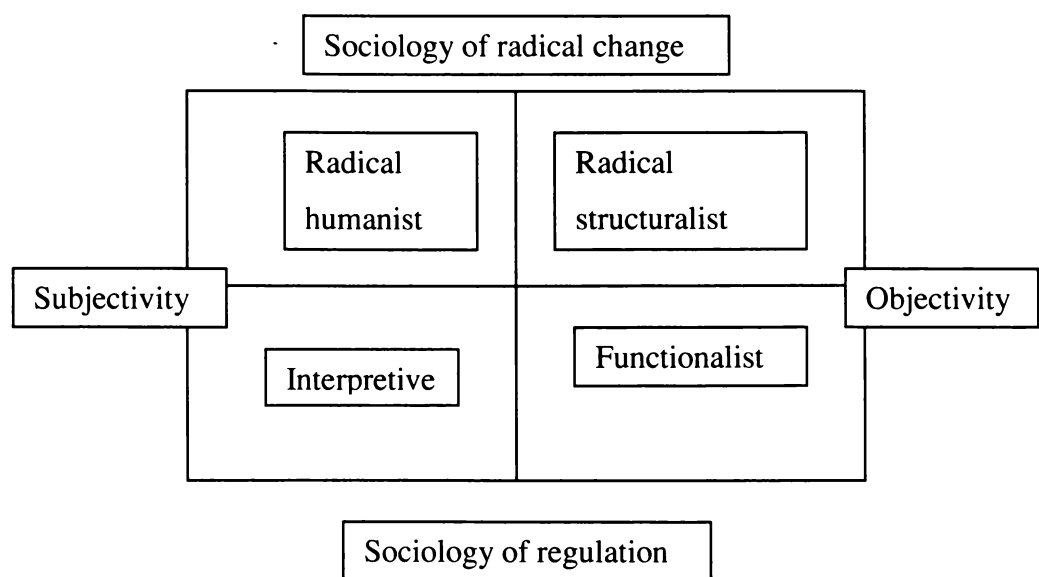 Sociology of radical change
Radical
humanist
Radical
structuralist
Subjectivity
Objectivity
Interpretive
Functionalist
Sociology of regulation